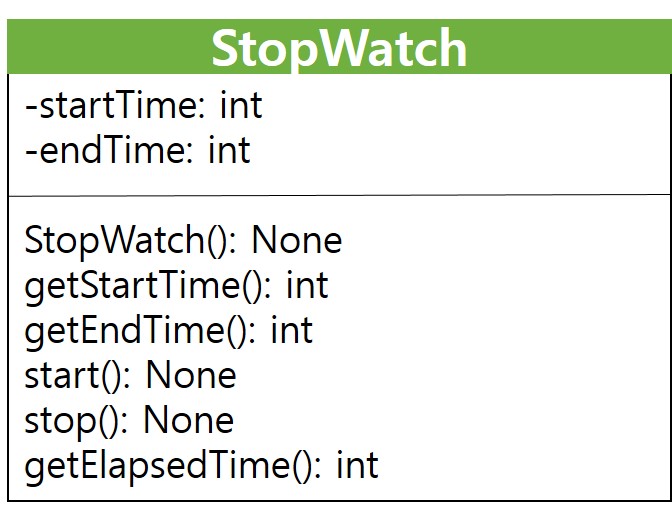 StopWatch
-startTime: int
-endTime: int
StopWatch(): None
getStartTime(): int
getEndTime(): int
start(): None
stop(): None
getElapsedTime(): int